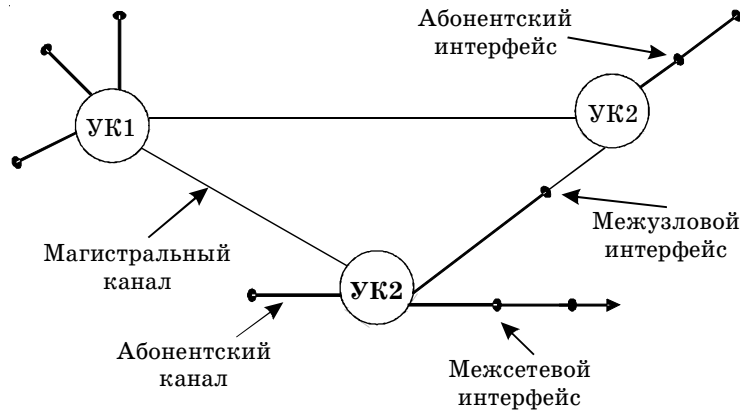 Абонентский
интерфейс
УК1
УК2
Межузловой
интерфейс
Магистральный
канал
УК2
Абонентский
канал
Межсетевой
интерфейс